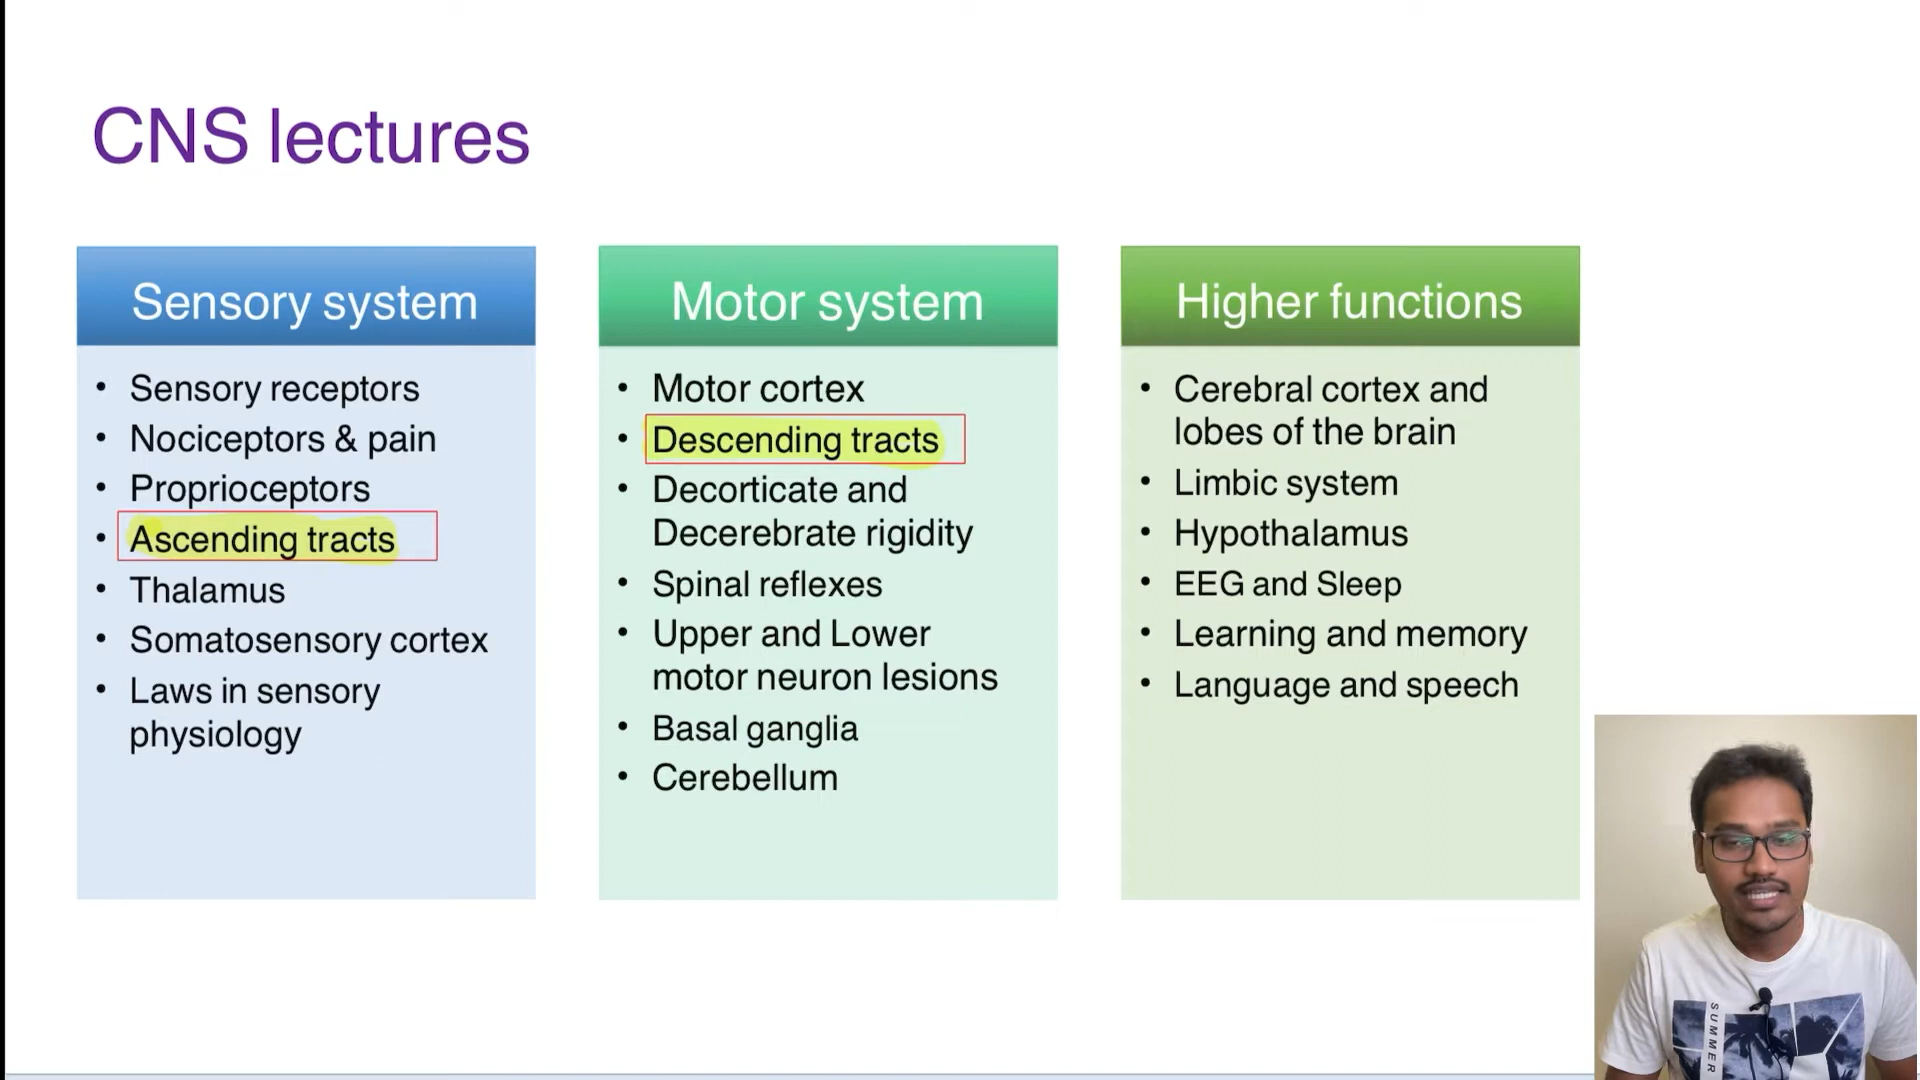 CNS lectures
Sensory system
• Sensory receptors
• Nociceptors & pain
• Proprioceptors
• Ascending tracts
• Thalamus
• Somatosensory cortex
• Laws in sensory
physiology
Motor system
• Motor cortex
• Descending tracts
• Decorticate and
Decerebrate rigidity
• Spinal reflexes
• Upper and Lower
motor neuron lesions
• Basal ganglia
• Cerebellum
Higher functions
• Cerebral cortex and
lobes of the brain
• Limbic system
• Hypothalamus
• EEG and Sleep
• Learning and memory
• Language and speech
SUMMER